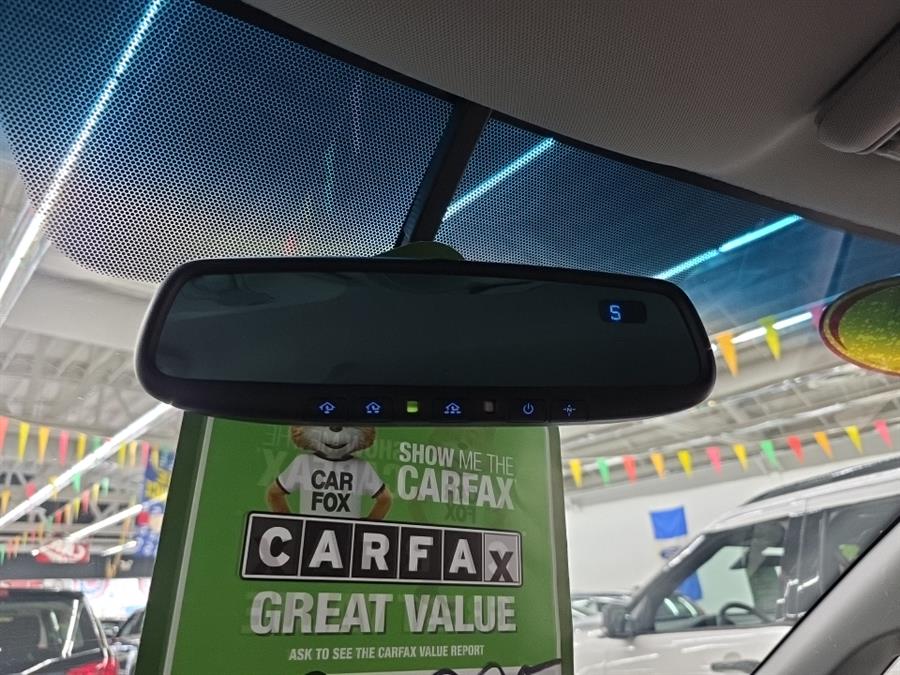 S
SHOW ME THE
CARFAX
CAR
FOX
CARFAX
GREAT VALUE
ASK TO SEE THE CARFAX VALUE REPORT